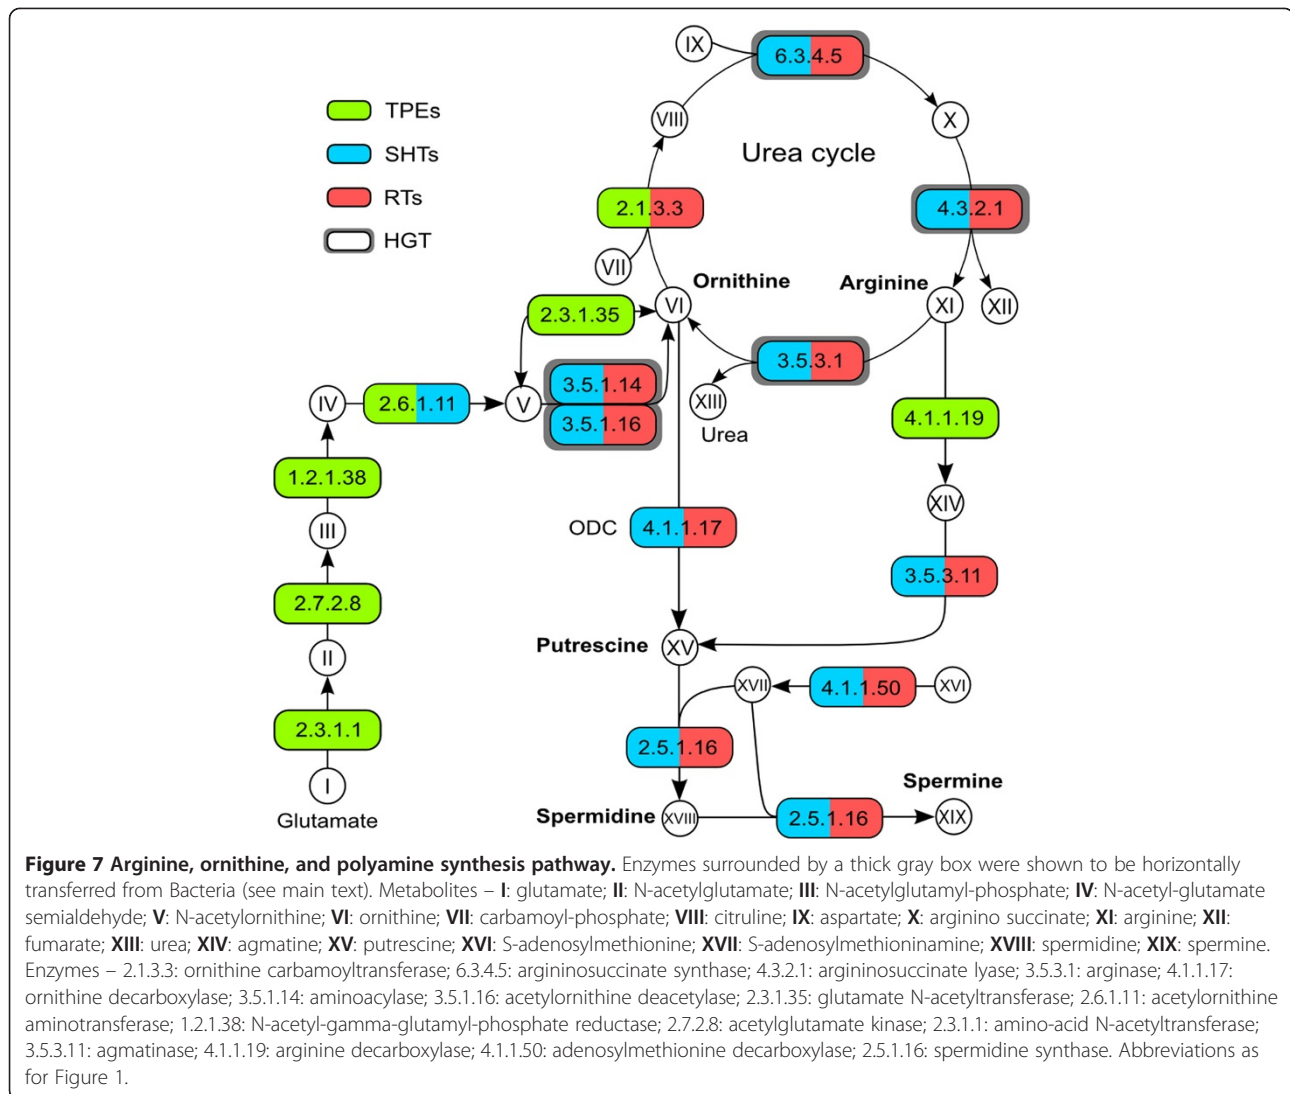 IX
6.3.4.5
TPEs
SHTs
RTs
HGT
VIII
X
Urea cycle
2.1.3.3
4.3.2.1
VII
Ornithine
Arginine
VI
XI
XII
2.3.1.35
3.5.3.1
3.5.1.14
XIII
Urea
IV
2.6.1.11
V
3.5.1.16
4.1.1.19
1.2.1.38
XIV
III
ODC
4.1.1.17
3.5.3.11
2.7.2.8
Putrescine
XV
II
XVII
4.1.1.50
XVI
2.3.1.1
2.5.1.16
I
Glutamate
Spermine
Spermidine
XVIII
2.5.1.16
XIX
Figure 7 Arginine, ornithine, and polyamine synthesis pathway. Enzymes surrounded by a thick gray box were shown to be horizontally
transferred from Bacteria (see main text). Metabolites – I: glutamate; II: N-acetylglutamate; III: N-acetylglutamyl-phosphate; IV: N-acetyl-glutamate
semialdehyde; V: N-acetylornithine; VI: ornithine; VII: carbamoyl-phosphate; VIII: citruline; IX: aspartate; X: arginino succinate; XI: arginine; XII:
fumarate; XIII: urea; XIV: agmatine; XV: putrescine; XVI: S-adenosylmethionine; XVII: S-adenosylmethioninamine; XVIII: spermidine; XIX: spermine.
Enzymes – 2.1.3.3: ornithine carbamoyltransferase; 6.3.4.5: argininosuccinate synthase; 4.3.2.1: argininosuccinate lyase; 3.5.3.1: arginase; 4.1.1.17:
ornithine decarboxylase; 3.5.1.14: aminoacylase; 3.5.1.16: acetylornithine deacetylase; 2.3.1.35: glutamate N-acetyltransferase; 2.6.1.11: acetylornithine
aminotransferase; 1.2.1.38: N-acetyl-gamma-glutamyl-phosphate reductase; 2.7.2.8: acetylglutamate kinase; 2.3.1.1: amino-acid N-acetyltransferase;
3.5.3.11: agmatinase; 4.1.1.19: arginine decarboxylase; 4.1.1.50: adenosylmethionine decarboxylase; 2.5.1.16: spermidine synthase. Abbreviations as
for Figure 1.